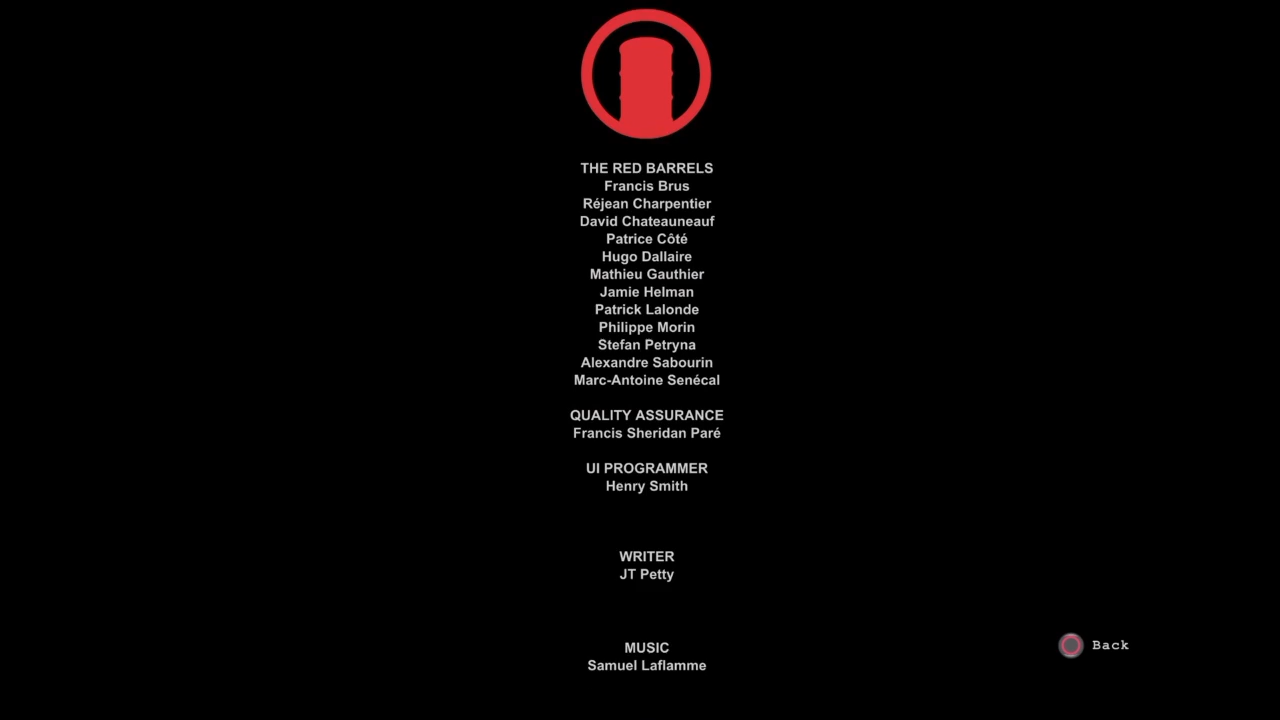 THE RED BARRELS
Francis Brus
Réjean Charpentier
David Chateauneuf
Patrice Côté
Hugo Dallaire
Mathieu Gauthier
Jamie Helman
Patrick Lalonde
Philippe Morin
Stefan Petryna
Alexandre Sabourin
Marc-Antoine Senécal
QUALITY ASSURANCE
Francis Sheridan Paré
UI PROGRAMMER
Henry Smith
WRITER
JT Petty
MUSIC
Samuel Laflamme
Back